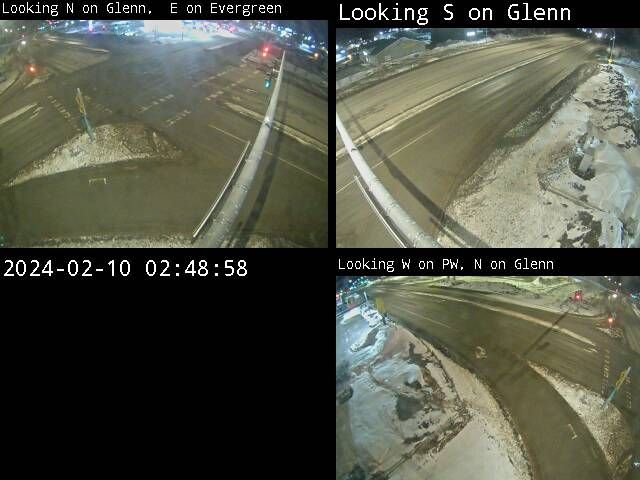 Looking N on Glenn,  E on Evergreen
Looking S on Glenn
2024-02-10 02:48:58
Looking W on PW, N on Glenn